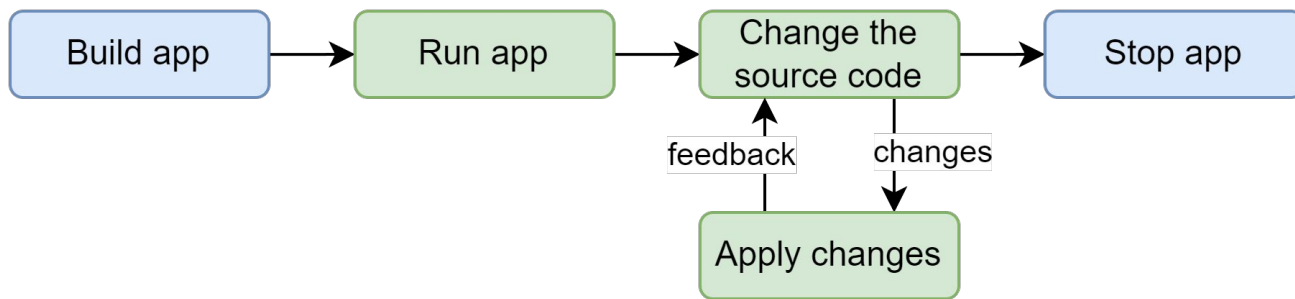 Build app
Run app
Change the
source code
Stop app
feedback
changes
Apply changes